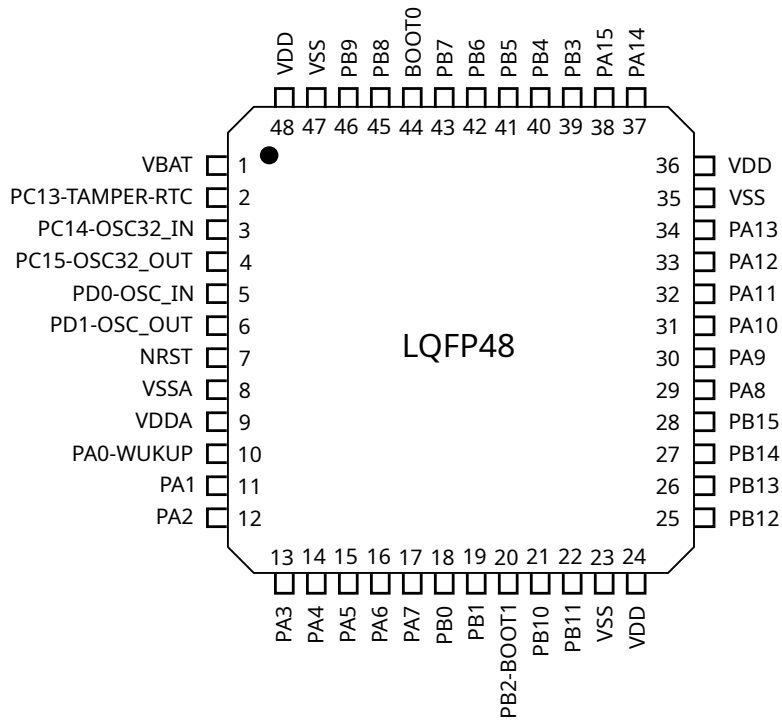 VDD VSS PB9 PB8 BOOT0 PB7 PB6 PB5 PB4 PB3 PA15 PA14
48 47 46 45 44 43 42 41 40 39 38 37
VBAT 1 36 VDD
PC13-TAMPER-RTC 2 35 VSS
PC14-OSC32_IN 3 34 PA13
PC15-OSC32_OUT 4 33 PA12
PD0-OSC_IN 5 32 PA11
PD1-OSC_OUT 6 31 PA10
LQFP48
NRST 7 30 PA9
VSSA 8 29 PA8
VDDA 9 28 PB15
PA0-WUKUP 10 27 PB14
PA1 11 26 PB13
PA2 12 25 PB12
13 14 15 16 17 18 19 20 21 22 23 24
PA3 PA4 PA5 PA6 PA7 PB0 PB1 PB2-BOOT1 PB10 PB11 VSS VDD